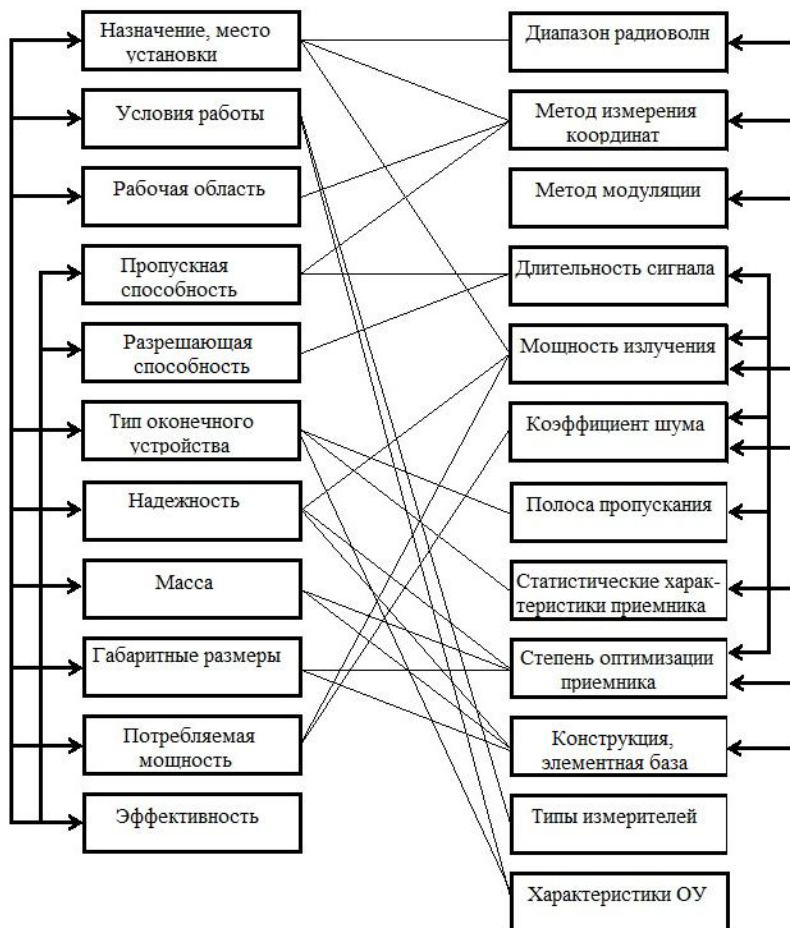 Назначение, место
установки
Условия работы
Рабочая область
Пропускная
способность
Разрешающая
способность
Тип оконечного
устройства
Надежность
Масса
Габаритные размеры
Потребляемая
мощность
Эффективность
Диапазон радиоволн
Метод измерения
координат
Метод модуляции
Длительность сигнала
Мощность излучения
Коэффициент шума
Полоса пропускания
Статистические харак-
теристики приемника
Степень оптимизации
приемника
Конструкция,
элементная база
Типы измерителей
Характеристики ОУ